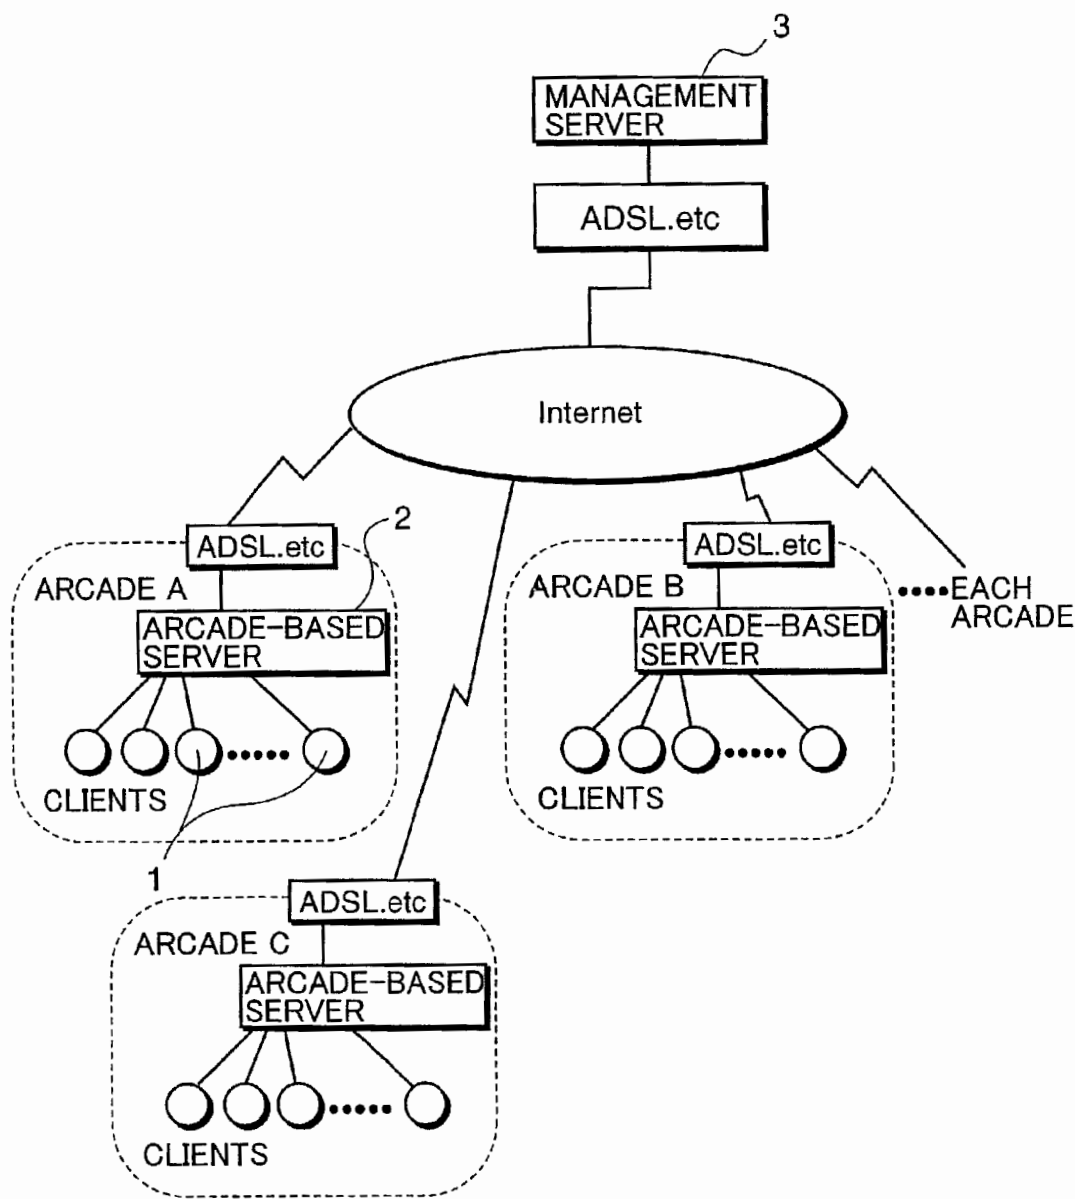 3
MANAGEMENT
SERVER
ADSL.etc
Internet
ADSL.etc
2
ARCADE A
ARCADE-BASED
SERVER
CLIENTS
1
ADSL.etc
ARCADE B
ARCADE-BASED
SERVER
CLIENTS
EACH
ARCADE
ADSL.etc
ARCADE C
ARCADE-BASED
SERVER
CLIENTS